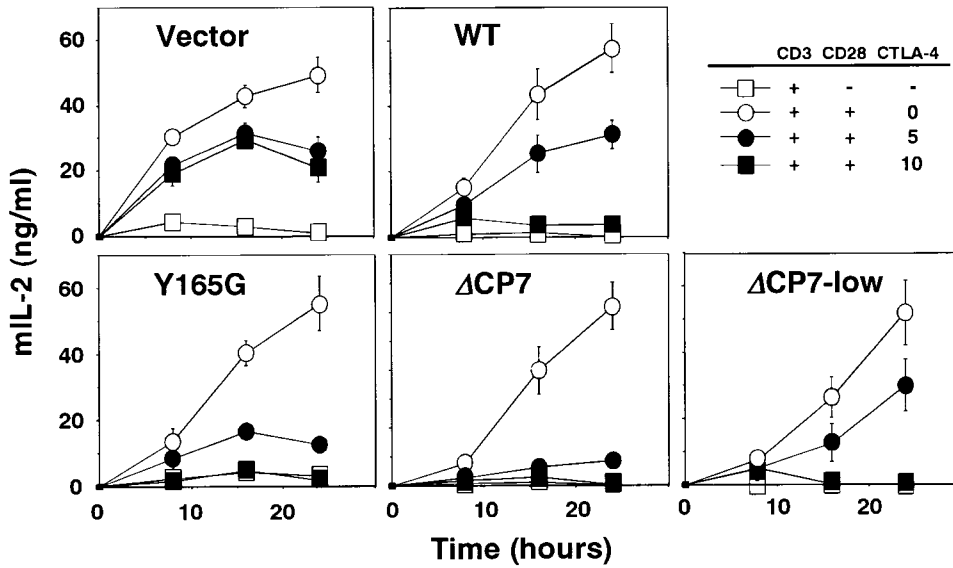 Vector
WT
CD3 CD28 CTLA-4
+ - -
+ + 0
+ + 5
+ + 10
60
40
20
0
mIL-2 (ng/ml)
Y165G
ΔCP7
ΔCP7-low
60
40
20
0
0 10 20 0 10 20 0 10 20
Time (hours)